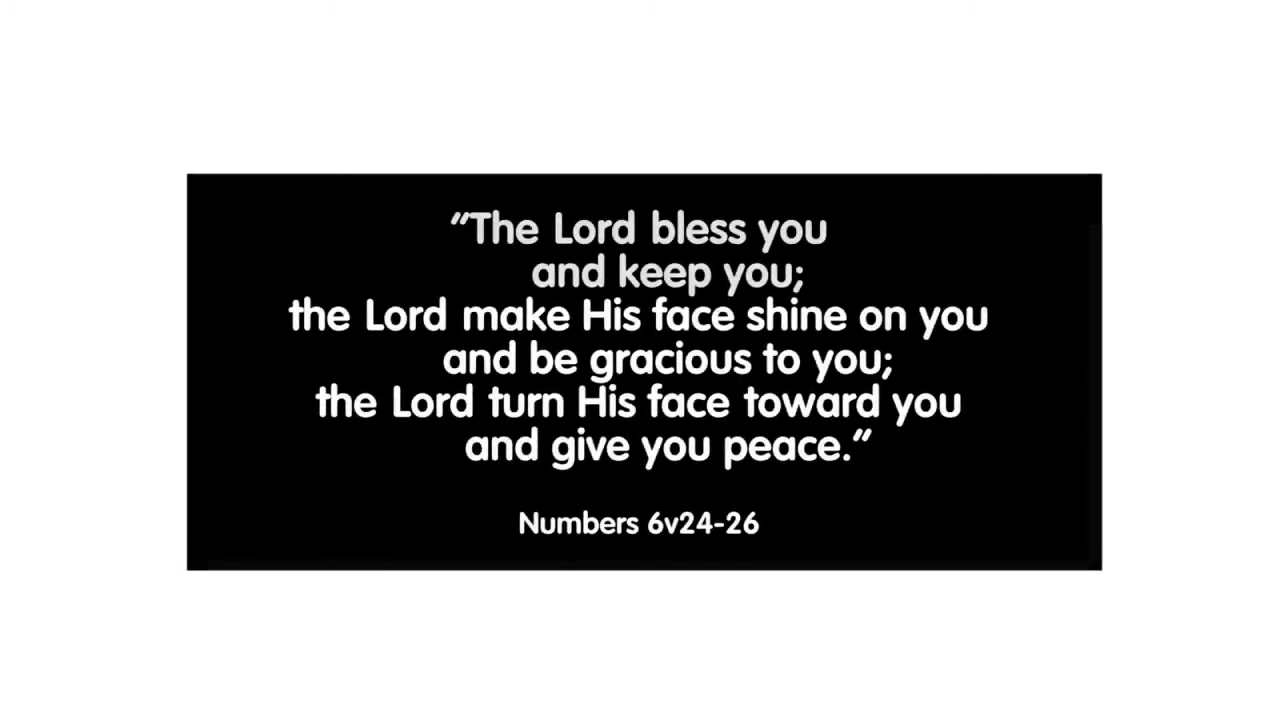 “The Lord bless you
and keep you;
the Lord make His face shine on you
and be gracious to you;
the Lord turn His face toward you
and give you peace.”
Numbers 6v24-26